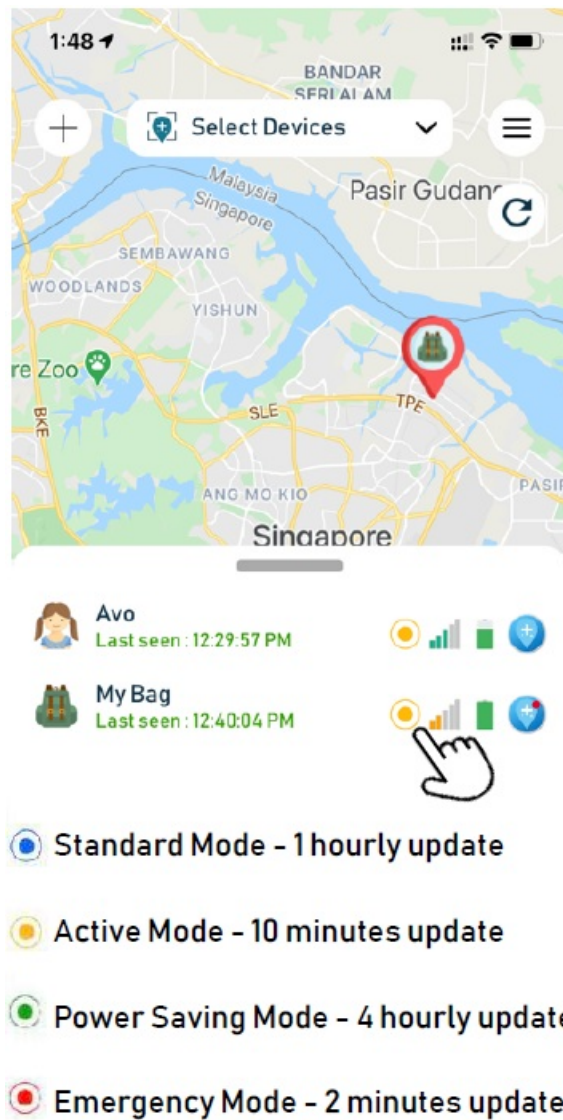 1:48
BANDAR
SERI ALAM
Select Devices
Malaysia
Singapore
Pasir Gudang
SEMBAWANG
WOODLANDS
YISHUN
re Zoo
SLE
TPE
BKE
ANG MO KIO
PASIF
Singapore
Avo
Last seen : 12:29:57 PM
My Bag
Last seen : 12:40:04 PM
Standard Mode - 1 hourly update
Active Mode - 10 minutes update
Power Saving Mode - 4 hourly update
Emergency Mode - 2 minutes update